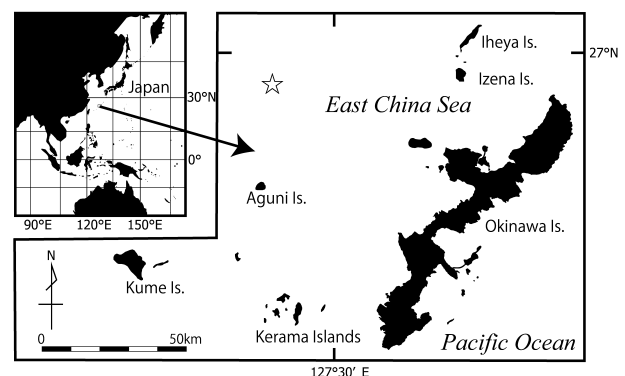 Iheya Is.
27°N
Izena Is.
Japan
30°N
East China Sea
0°
Aguni Is.
90°E 120°E 150°E
Okinawa Is.
N
Kume Is.
0 50km
Kerama Islands
Pacific Ocean
127°30' E